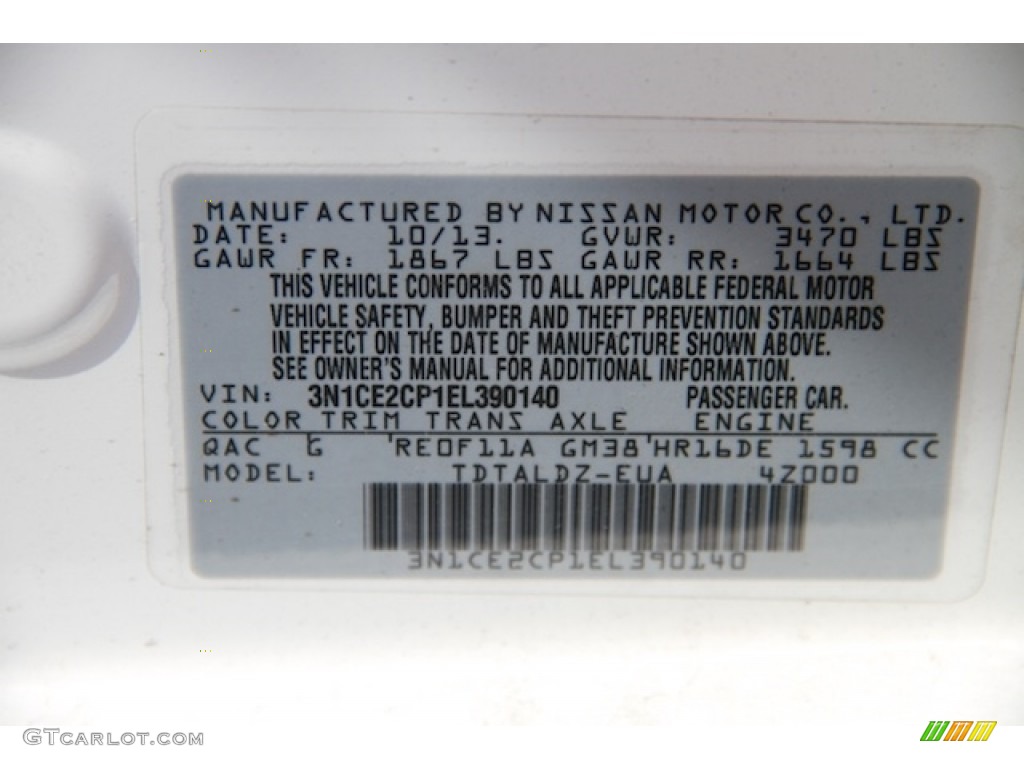 MANUFACTURED BY NISSAN MOTOR CO., LTD.
DATE: 10/13. GVWR: 3470 LBS
GAWR FR: 1867 LBS GAWR RR: 1664 LBS
THIS VEHICLE CONFORMS TO ALL APPLICABLE FEDERAL MOTOR
VEHICLE SAFETY, BUMPER AND THEFT PREVENTION STANDARDS
IN EFFECT ON THE DATE OF MANUFACTURE SHOWN ABOVE.
SEE OWNER'S MANUAL FOR ADDITIONAL INFORMATION.
VIN: 3N1CE2CP1EL390140 PASSENGER CAR.
COLOR TRIM TRANS AXLE ENGINE
QAC G 'RE0F11A GM38'HR16DE 1598 CC
MODEL: TDTALDZ-EUA 4Z000
3N1CE2CP1EL390140
GTCARLOT.COM